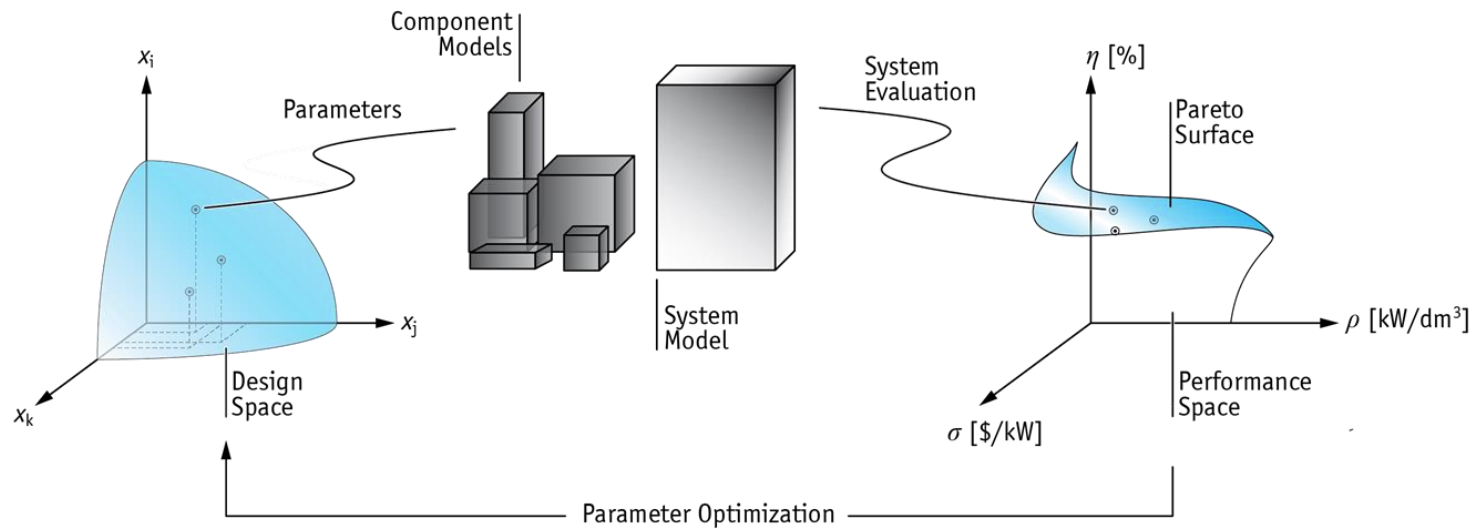 Component
Models
x_i
Parameters
System
Evaluation
η [%]
Pareto
Surface
x_j
System
Model
ρ [kW/dm³]
Design
Space
x_k
Performance
Space
σ [$/kW]
Parameter Optimization